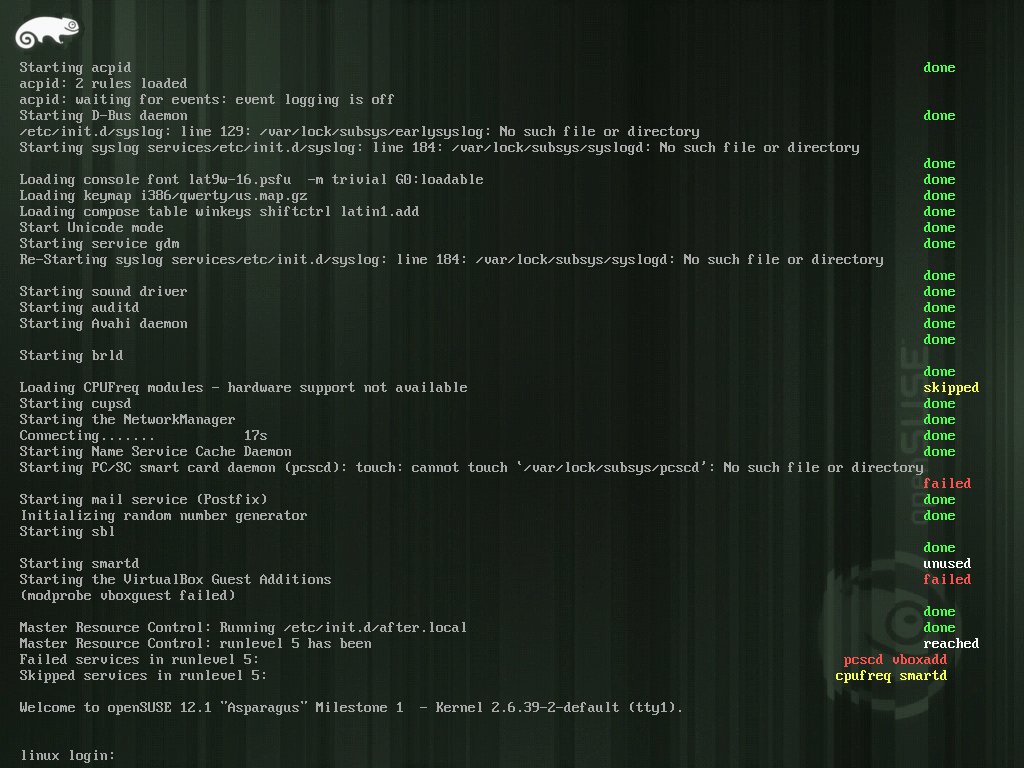 Starting acpid done
acpid: 2 rules loaded
acpid: waiting for events: event logging is off
Starting D-Bus daemon done
/etc/init.d/syslog: line 129: /var/lock/subsys/earlysyslog: No such file or directory
Starting syslog services/etc/init.d/syslog: line 184: /var/lock/subsys/syslogd: No such file or directory
done
Loading console font lat9w-16.psfu  -m trivial G0:loadable done
Loading keymap i386/qwerty/us.map.gz done
Loading compose table winkeys shiftctrl latin1.add done
Start Unicode mode done
Starting service gdm done
Re-Starting syslog services/etc/init.d/syslog: line 184: /var/lock/subsys/syslogd: No such file or directory
done
Starting sound driver done
Starting auditd done
Starting Avahi daemon done
done
Starting brld
done
Loading CPUFreq modules - hardware support not available skipped
Starting cupsd done
Starting the NetworkManager done
Connecting....... 17s done
Starting Name Service Cache Daemon done
Starting PC/SC smart card daemon (pcscd): touch: cannot touch `/var/lock/subsys/pcscd': No such file or directory
failed
Starting mail service (Postfix) done
Initializing random number generator done
Starting sbl
done
Starting smartd unused
Starting the VirtualBox Guest Additions failed
(modprobe vboxguest failed)
done
Master Resource Control: Running /etc/init.d/after.local done
Master Resource Control: runlevel 5 has been reached
Failed services in runlevel 5: pcscd vboxadd
Skipped services in runlevel 5: cpufreq smartd
Welcome to openSUSE 12.1 "Asparagus" Milestone 1  - Kernel 2.6.39-2-default (tty1).
linux login:
openSUSE